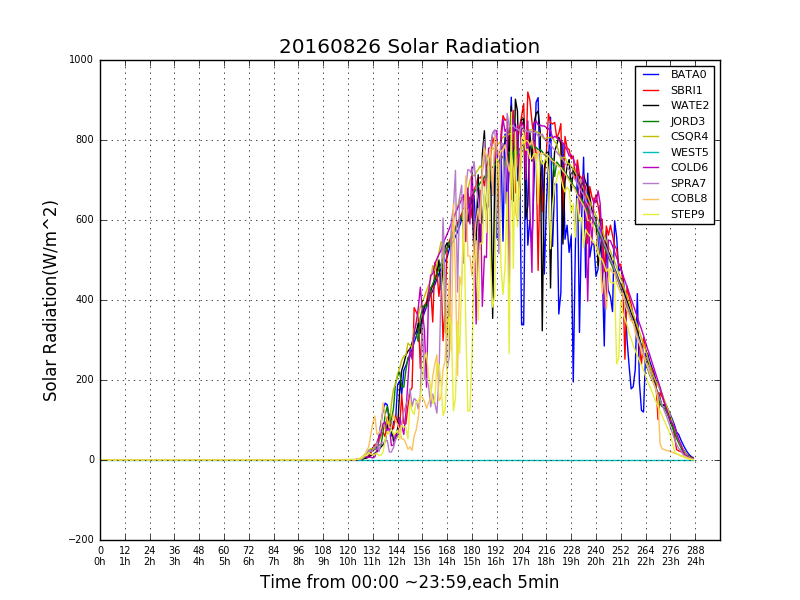 20160826 Solar Radiation
1000
800
600
400
200
0
−200
Solar Radiation(W/m^2)
BATA0
SBRI1
WATE2
JORD3
CSQR4
WEST5
COLD6
SPRA7
COBL8
STEP9
0 12 24 36 48 60 72 84 96 108 120 132 144 156 168 180 192 204 216 228 240 252 264 276 288
0h 1h 2h 3h 4h 5h 6h 7h 8h 9h 10h 11h 12h 13h 14h 15h 16h 17h 18h 19h 20h 21h 22h 23h 24h
Time from 00:00 ~23:59,each 5min